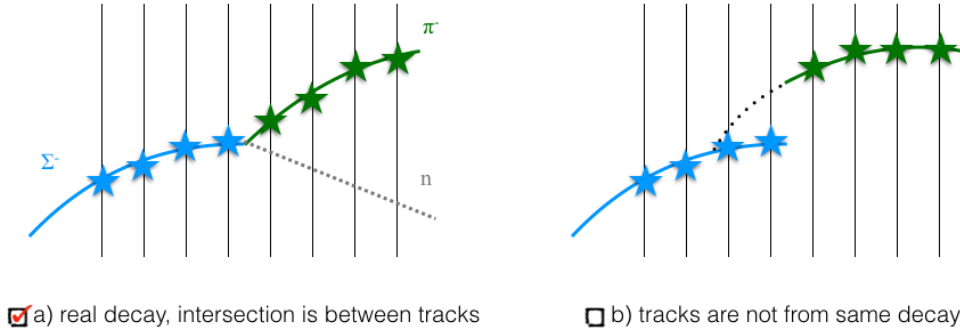 π⁻
Σ⁻
n
a) real decay, intersection is between tracks
b) tracks are not from same decay